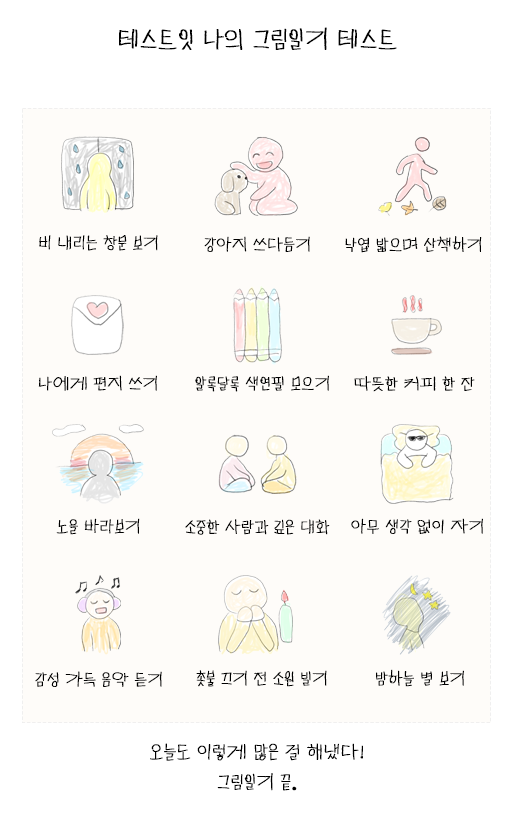 테스트잇 나의 그림일기 테스트
비 내리는 창문 보기
강아지 쓰다듬기
낙엽 밟으며 산책하기
나에게 편지 쓰기
알록달록 색연필 모으기
따뜻한 커피 한 잔
노을 바라보기
소중한 사람과 깊은 대화
아무 생각 없이 자기
감성 가득 음악 듣기
촛불 끄기 전 소원 빌기
밤하늘 별 보기
오늘도 이렇게 많은 걸 해냈다!
그림일기 끝.